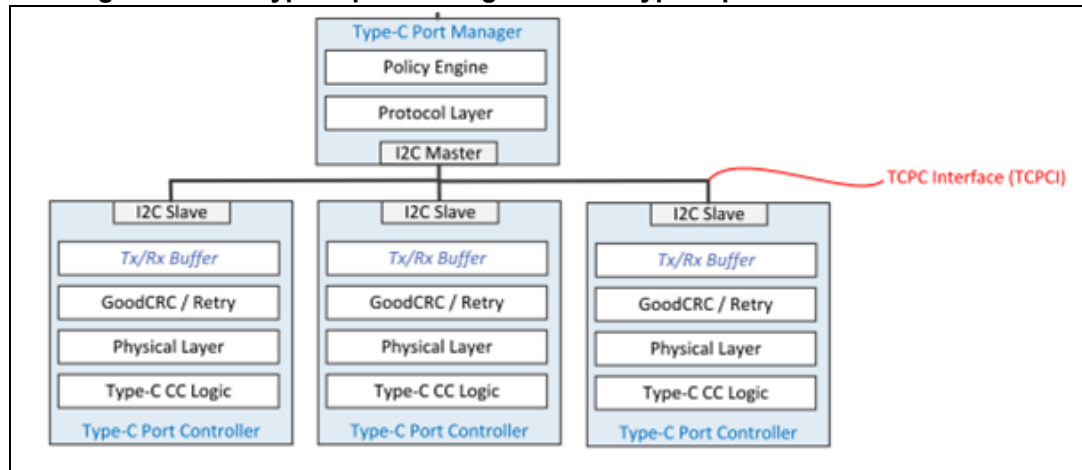 Type-C Port Manager
Policy Engine
Protocol Layer
I2C Master
TCPC Interface (TCPCI)
I2C Slave
Tx/Rx Buffer
GoodCRC / Retry
Physical Layer
Type-C CC Logic
Type-C Port Controller
I2C Slave
Tx/Rx Buffer
GoodCRC / Retry
Physical Layer
Type-C CC Logic
Type-C Port Controller
I2C Slave
Tx/Rx Buffer
GoodCRC / Retry
Physical Layer
Type-C CC Logic
Type-C Port Controller